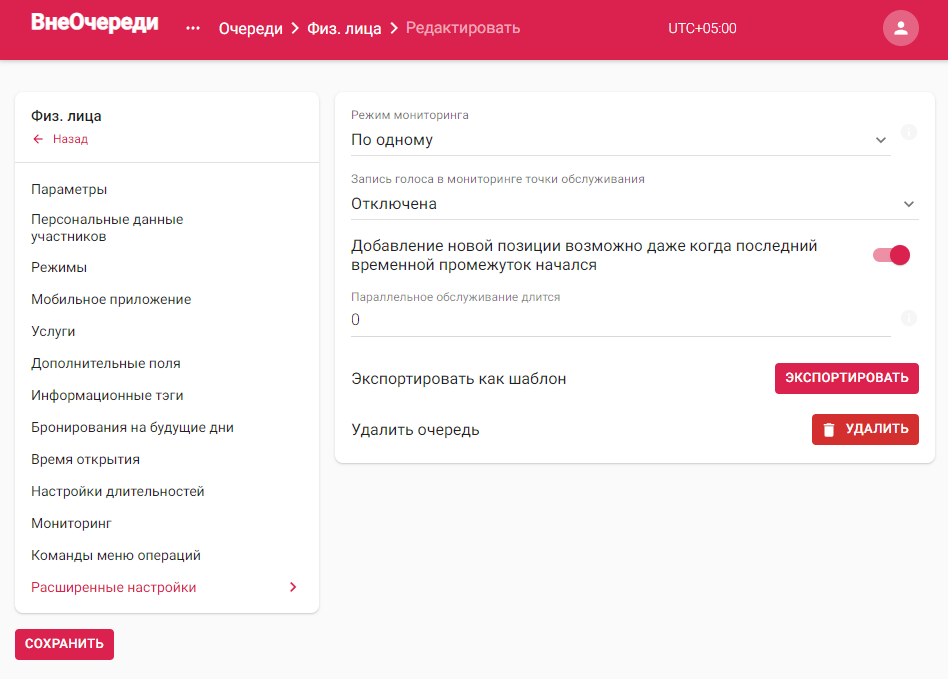 ВнеОчереди
... Очереди > Физ. лица > Редактировать
UTC+05:00
Физ. лица
← Назад
Параметры
Персональные данные
участников
Режимы
Мобильное приложение
Услуги
Дополнительные поля
Информационные тэги
Бронирования на будущие дни
Время открытия
Настройки длительностей
Мониторинг
Команды меню операций
Расширенные настройки
СОХРАНИТЬ
Режим мониторинга
По одному
Запись голоса в мониторинге точки обслуживания
Отключена
Добавление новой позиции возможно даже когда последний
временной промежуток начался
Параллельное обслуживание длится
0
Экспортировать как шаблон
ЭКСПОРТИРОВАТЬ
Удалить очередь
УДАЛИТЬ